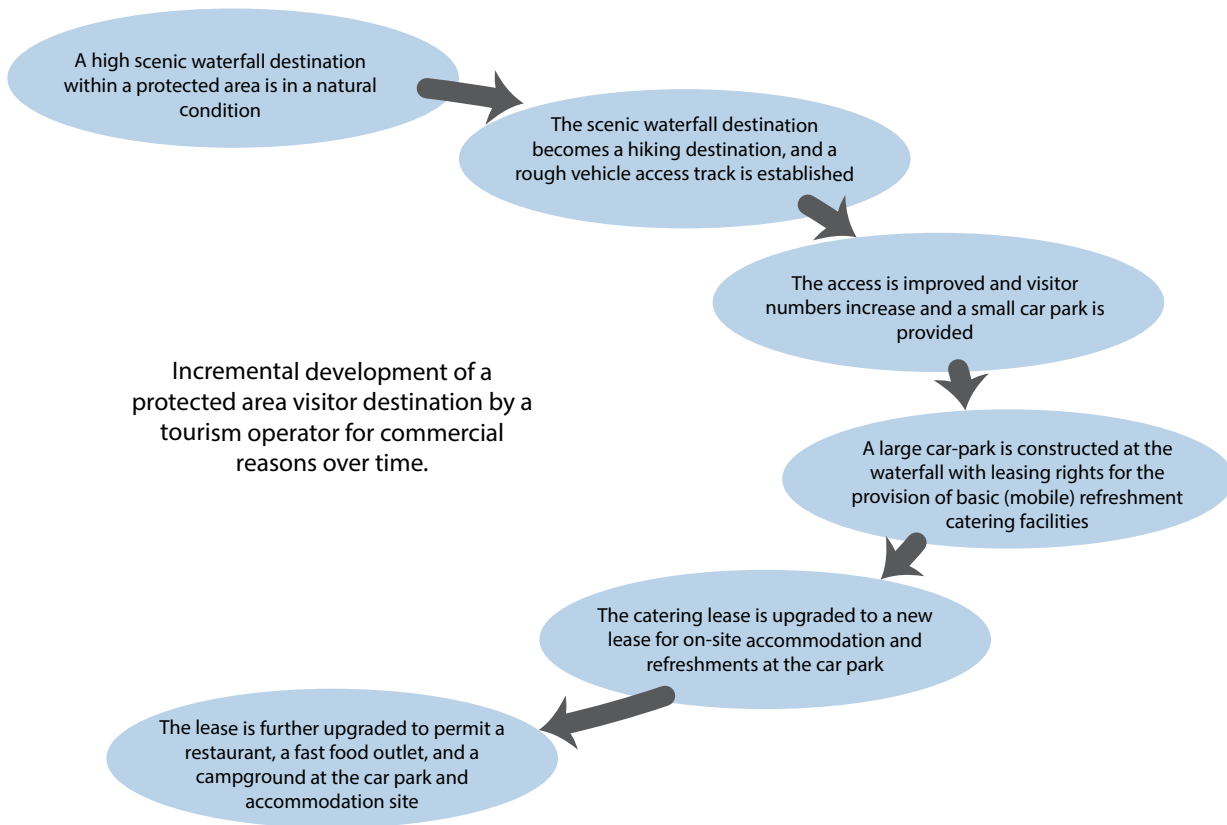 A high scenic waterfall destination
within a protected area is in a natural
condition
The scenic waterfall destination
becomes a hiking destination, and a
rough vehicle access track is established
The access is improved and visitor
numbers increase and a small car park is
provided
Incremental development of a
protected area visitor destination by a
tourism operator for commercial
reasons over time.
A large car-park is constructed at the
waterfall with leasing rights for the
provision of basic (mobile) refreshment
catering facilities
The catering lease is upgraded to a new
lease for on-site accommodation and
refreshments at the car park
The lease is further upgraded to permit a
restaurant, a fast food outlet, and a
campground at the car park and
accommodation site